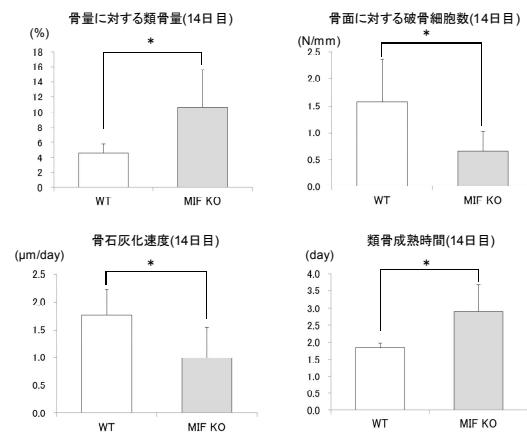 骨量に対する類骨量(14日目)
(%)
*
18
16
14
12
10
8
6
4
2
0
WT
MIF KO
骨面に対する破骨細胞数(14日目)
(N/mm)
*
2.5
2.0
1.5
1.0
0.5
0.0
WT
MIF KO
骨石灰化速度(14日目)
(μm/day)
*
2.5
2.0
1.5
1.0
0.5
0.0
WT
MIF KO
類骨成熟時間(14日目)
(day)
*
4.0
3.5
3.0
2.5
2.0
1.5
1.0
0.5
0.0
WT
MIF KO